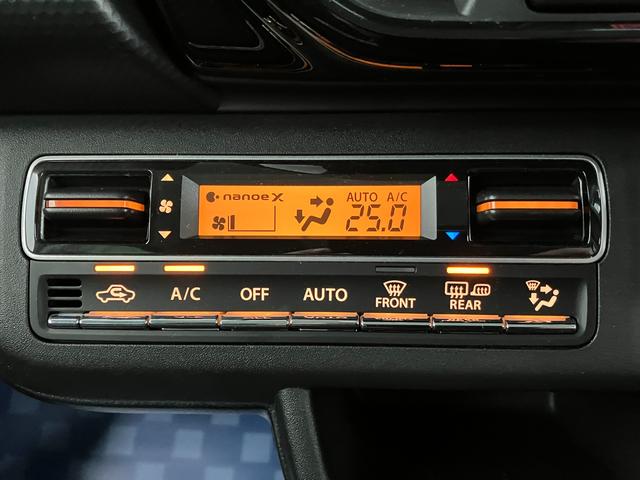 nanoeX
AUTO A/C
25.0
A/C OFF AUTO FRONT REAR